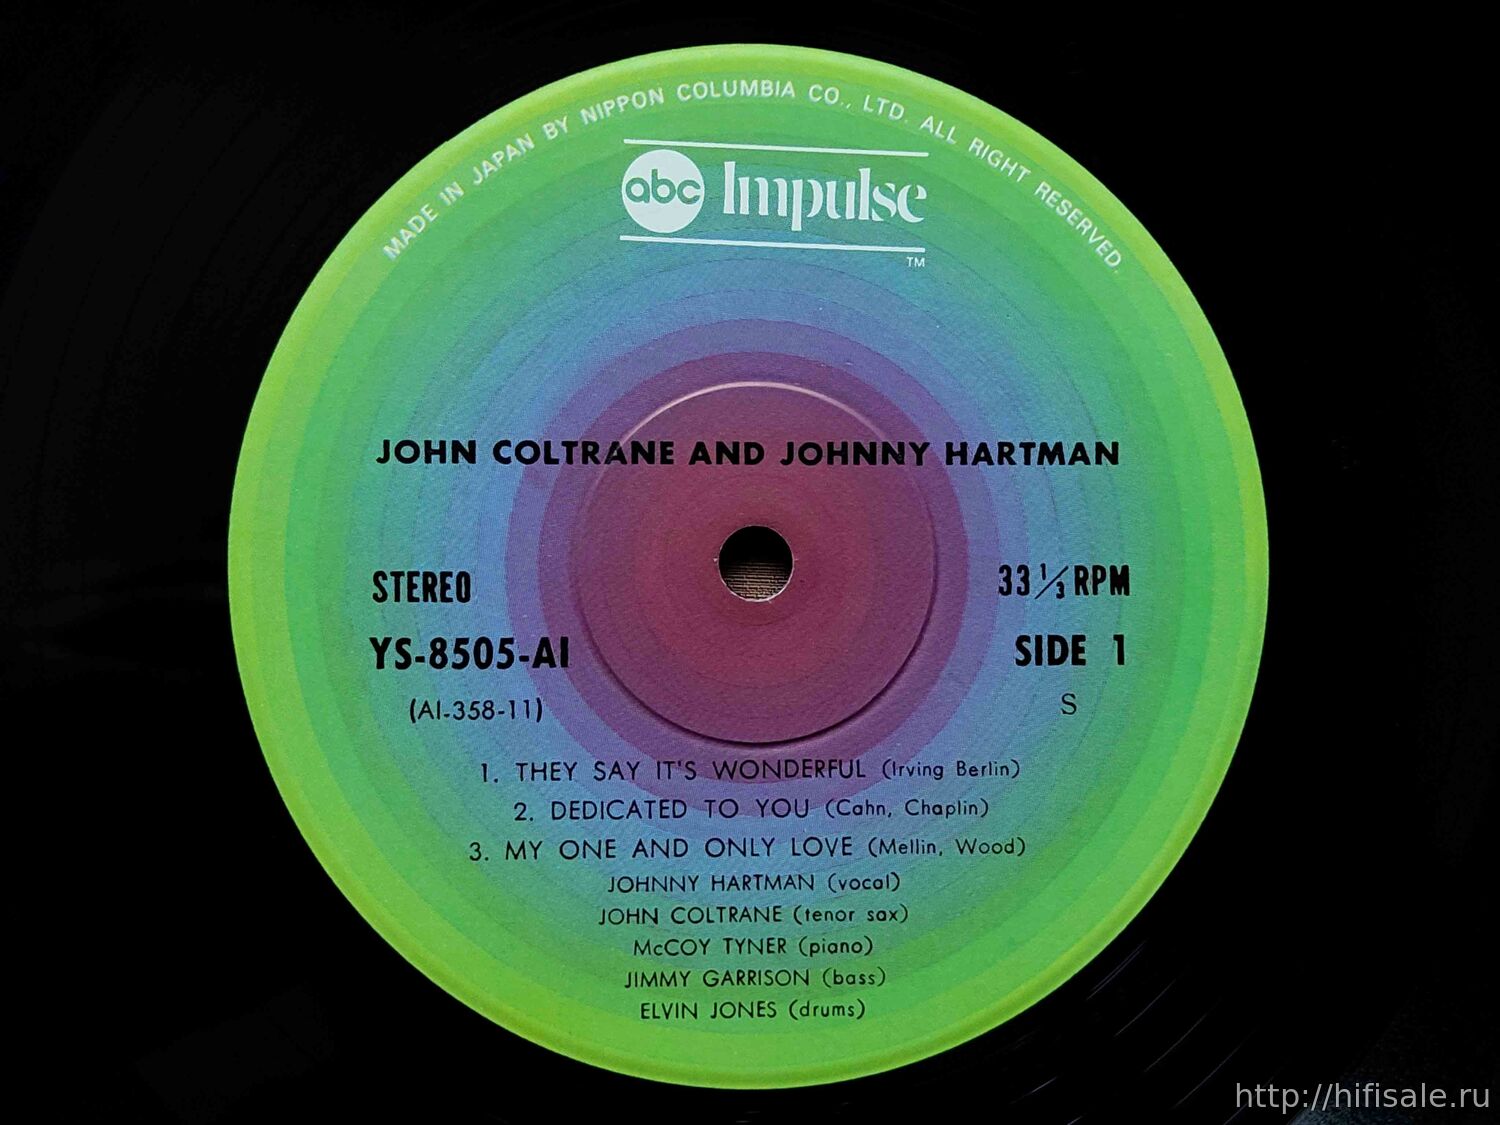 MADE IN JAPAN BY NIPPON COLUMBIA CO., LTD. ALL RIGHT RESERVED.
abc Impulse
TM
JOHN COLTRANE AND JOHNNY HARTMAN
STEREO 33 1/3 RPM
YS-8505-AI SIDE 1
(AI-358-11) S
1. THEY SAY IT'S WONDERFUL (Irving Berlin)
2. DEDICATED TO YOU (Cahn, Chaplin)
3. MY ONE AND ONLY LOVE (Mellin, Wood)
JOHNNY HARTMAN (vocal)
JOHN COLTRANE (tenor sax)
McCOY TYNER (piano)
JIMMY GARRISON (bass)
ELVIN JONES (drums)
http://hifisale.ru